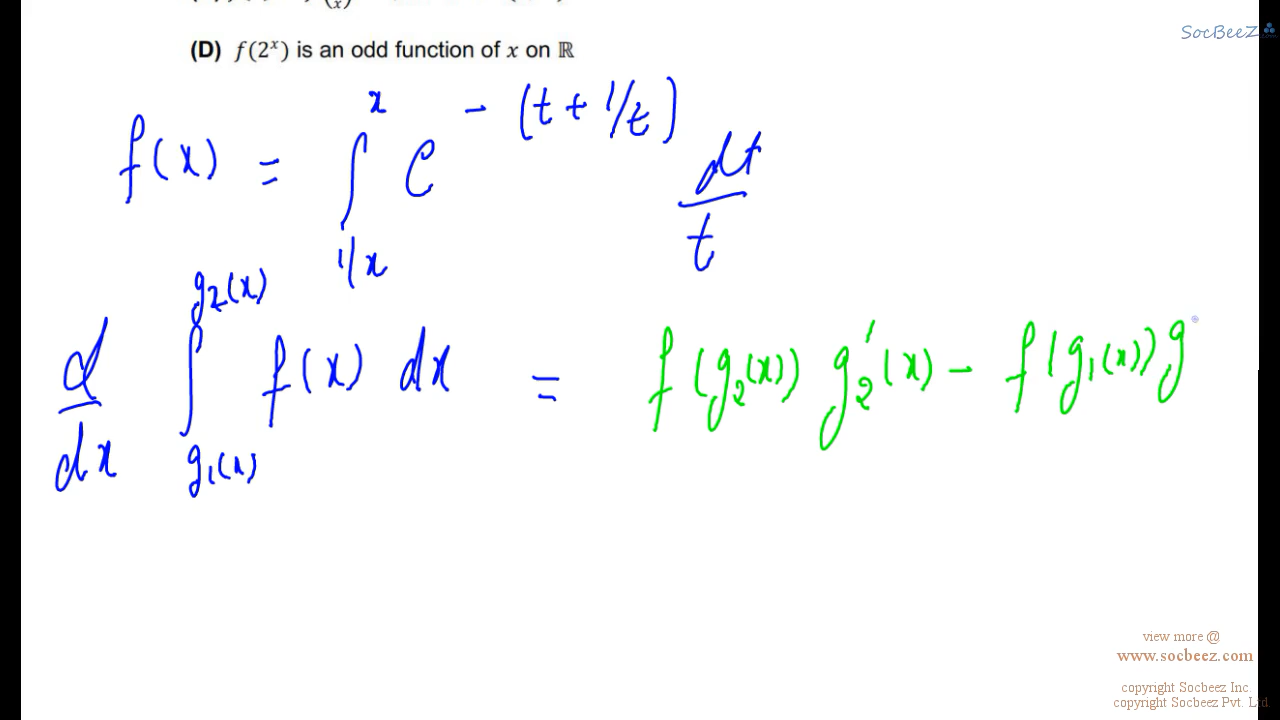 SocBeeZ
(D) f(2ˣ) is an odd function of x on ℝ
f(x) = ∫_{1/x}^{x} e^{-(t + 1/t)} dt/t
d/dx ∫_{g₁(x)}^{g₂(x)} f(x) dx = f(g₂(x)) g₂'(x) - f(g₁(x)) g
view more @
www.socbeez.com
copyright Socbeez Inc.
copyright Socbeez Pvt. Ltd.